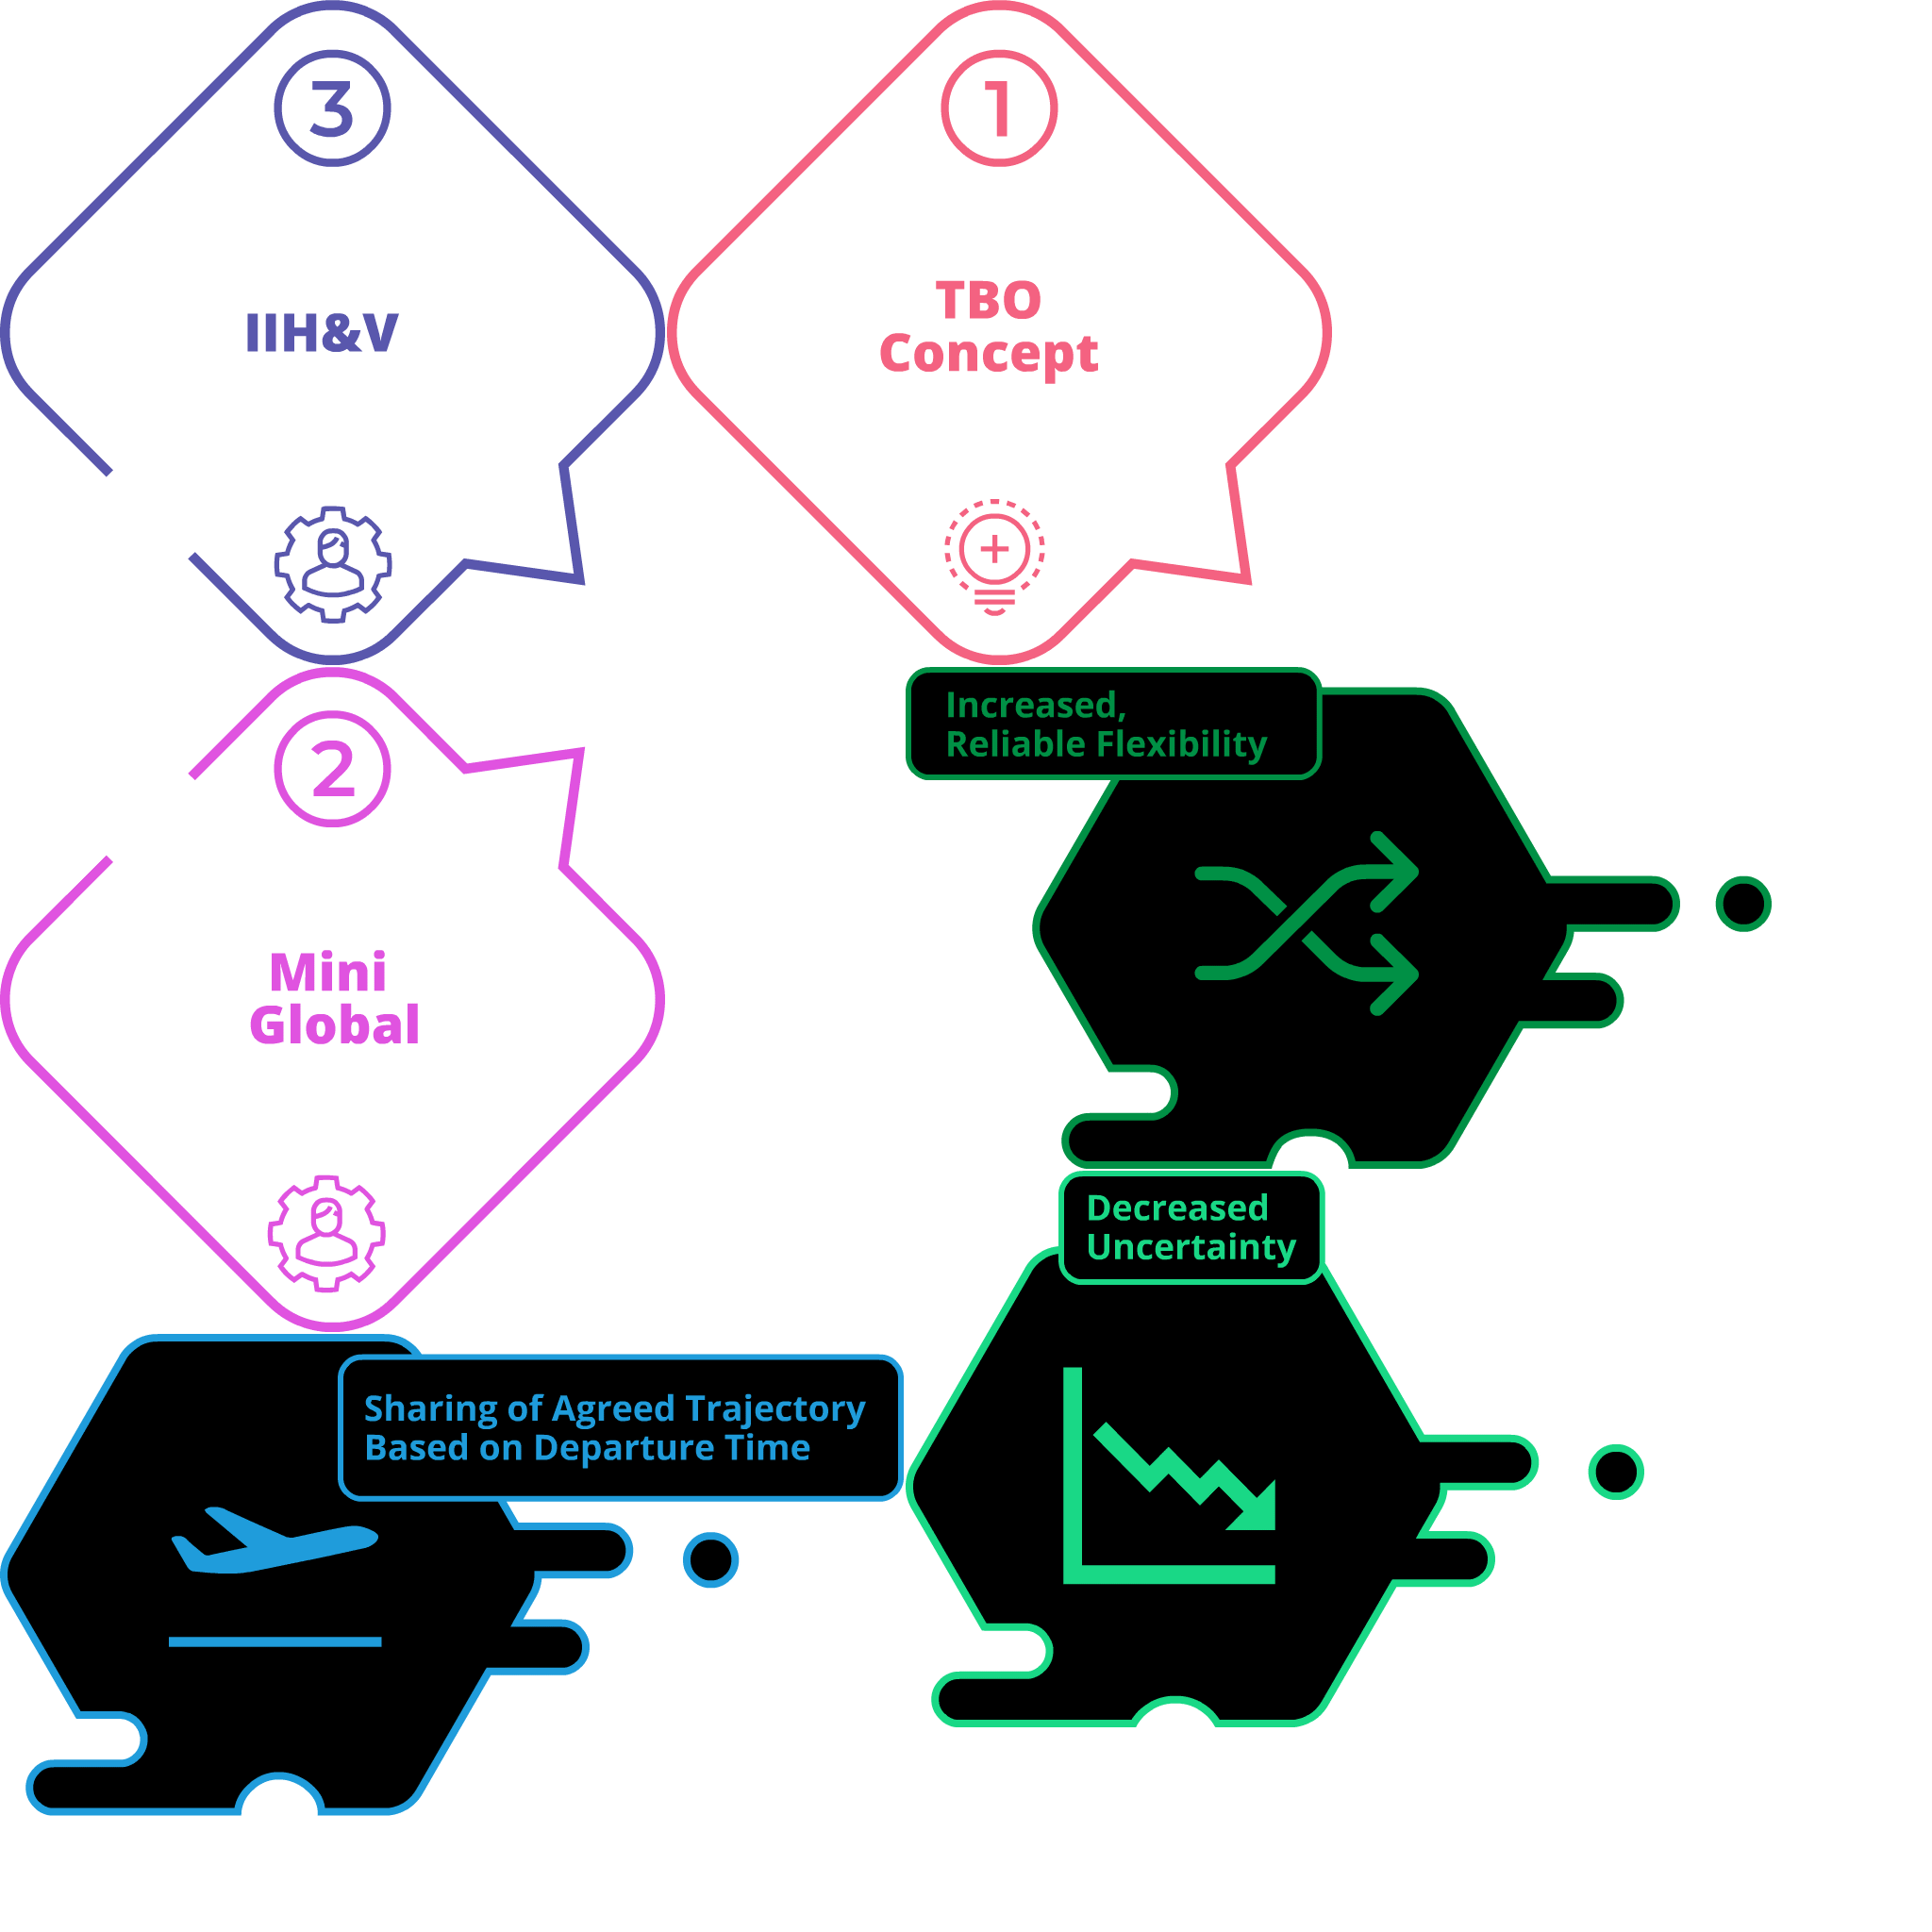 3
IIH&V
1
TBO
Concept
2
Mini
Global
Increased,
Reliable Flexibility
Decreased
Uncertainty
Sharing of Agreed Trajectory
Based on Departure Time